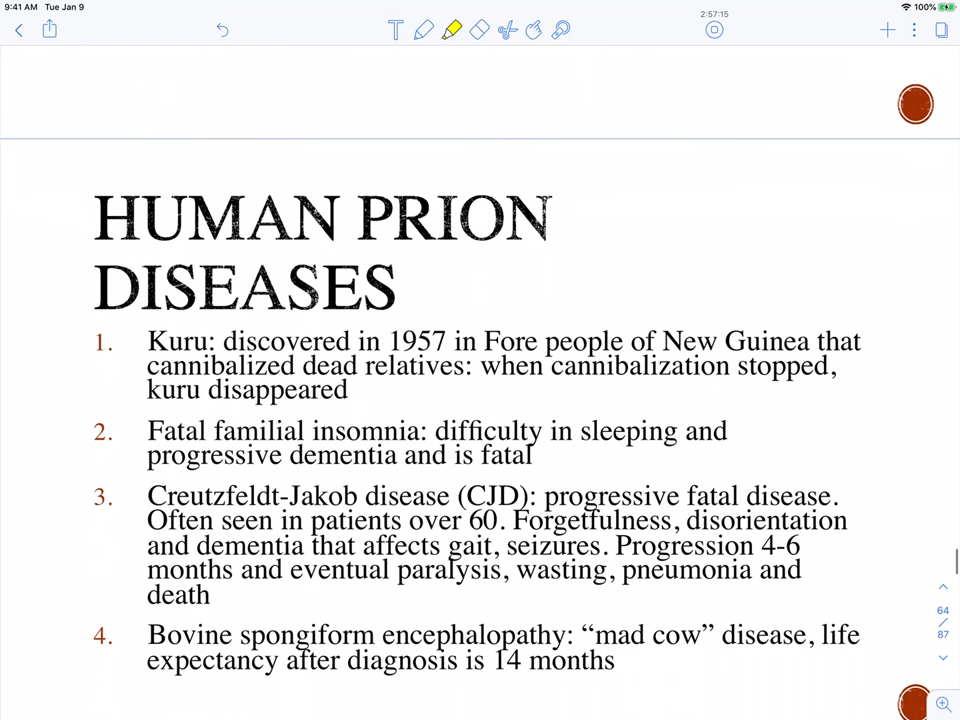 9:41 AM Tue Jan 9
100%
2:57:15
HUMAN PRION
DISEASES
1. Kuru: discovered in 1957 in Fore people of New Guinea that
cannibalized dead relatives: when cannibalization stopped,
kuru disappeared
2. Fatal familial insomnia: difficulty in sleeping and
progressive dementia and is fatal
3. Creutzfeldt-Jakob disease (CJD): progressive fatal disease.
Often seen in patients over 60. Forgetfulness, disorientation
and dementia that affects gait, seizures. Progression 4-6
months and eventual paralysis, wasting, pneumonia and
death
4. Bovine spongiform encephalopathy: “mad cow” disease, life
expectancy after diagnosis is 14 months
64
/
87